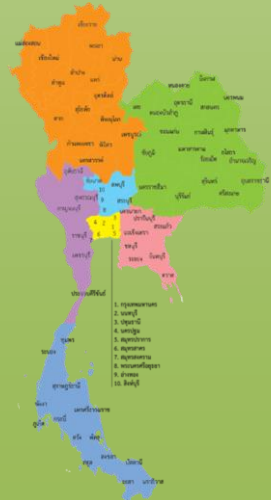 เชียงราย
แม่ฮ่องสอน
พะเยา
เชียงใหม่
น่าน
ลำปาง
ลำพูน
แพร่
อุตรดิตถ์
สุโขทัย
ตาก
พิษณุโลก
กำแพงเพชร
พิจิตร
เพชรบูรณ์
นครสวรรค์
อุทัยธานี
บึงกาฬ
หนองคาย
เลย
อุดรธานี
นครพนม
หนองบัวลำภู
สกลนคร
ขอนแก่น
กาฬสินธุ์
มุกดาหาร
ชัยภูมิ
มหาสารคาม
ร้อยเอ็ด
ยโสธร
อำนาจเจริญ
นครราชสีมา
บุรีรัมย์
สุรินทร์
ศรีสะเกษ
อุบลราชธานี
ชัยนาท
ลพบุรี
10
สุพรรณบุรี
9
สระบุรี
กาญจนบุรี
8
นครนายก
ปราจีนบุรี
สระแก้ว
4 2 3
1
6 5
7
ราชบุรี
ฉะเชิงเทรา
ชลบุรี
เพชรบุรี
ระยอง
จันทบุรี
ตราด
ประจวบคีรีขันธ์
1. กรุงเทพมหานคร
2. นนทบุรี
3. ปทุมธานี
4. นครปฐม
5. สมุทรปราการ
6. สมุทรสาคร
7. สมุทรสงคราม
8. พระนครศรีอยุธยา
9. อ่างทอง
10. สิงห์บุรี
ชุมพร
ระนอง
สุราษฎร์ธานี
พังงา
นครศรีธรรมราช
ภูเก็ต
กระบี่
ตรัง
พัทลุง
สงขลา
สตูล
ปัตตานี
ยะลา
นราธิวาส